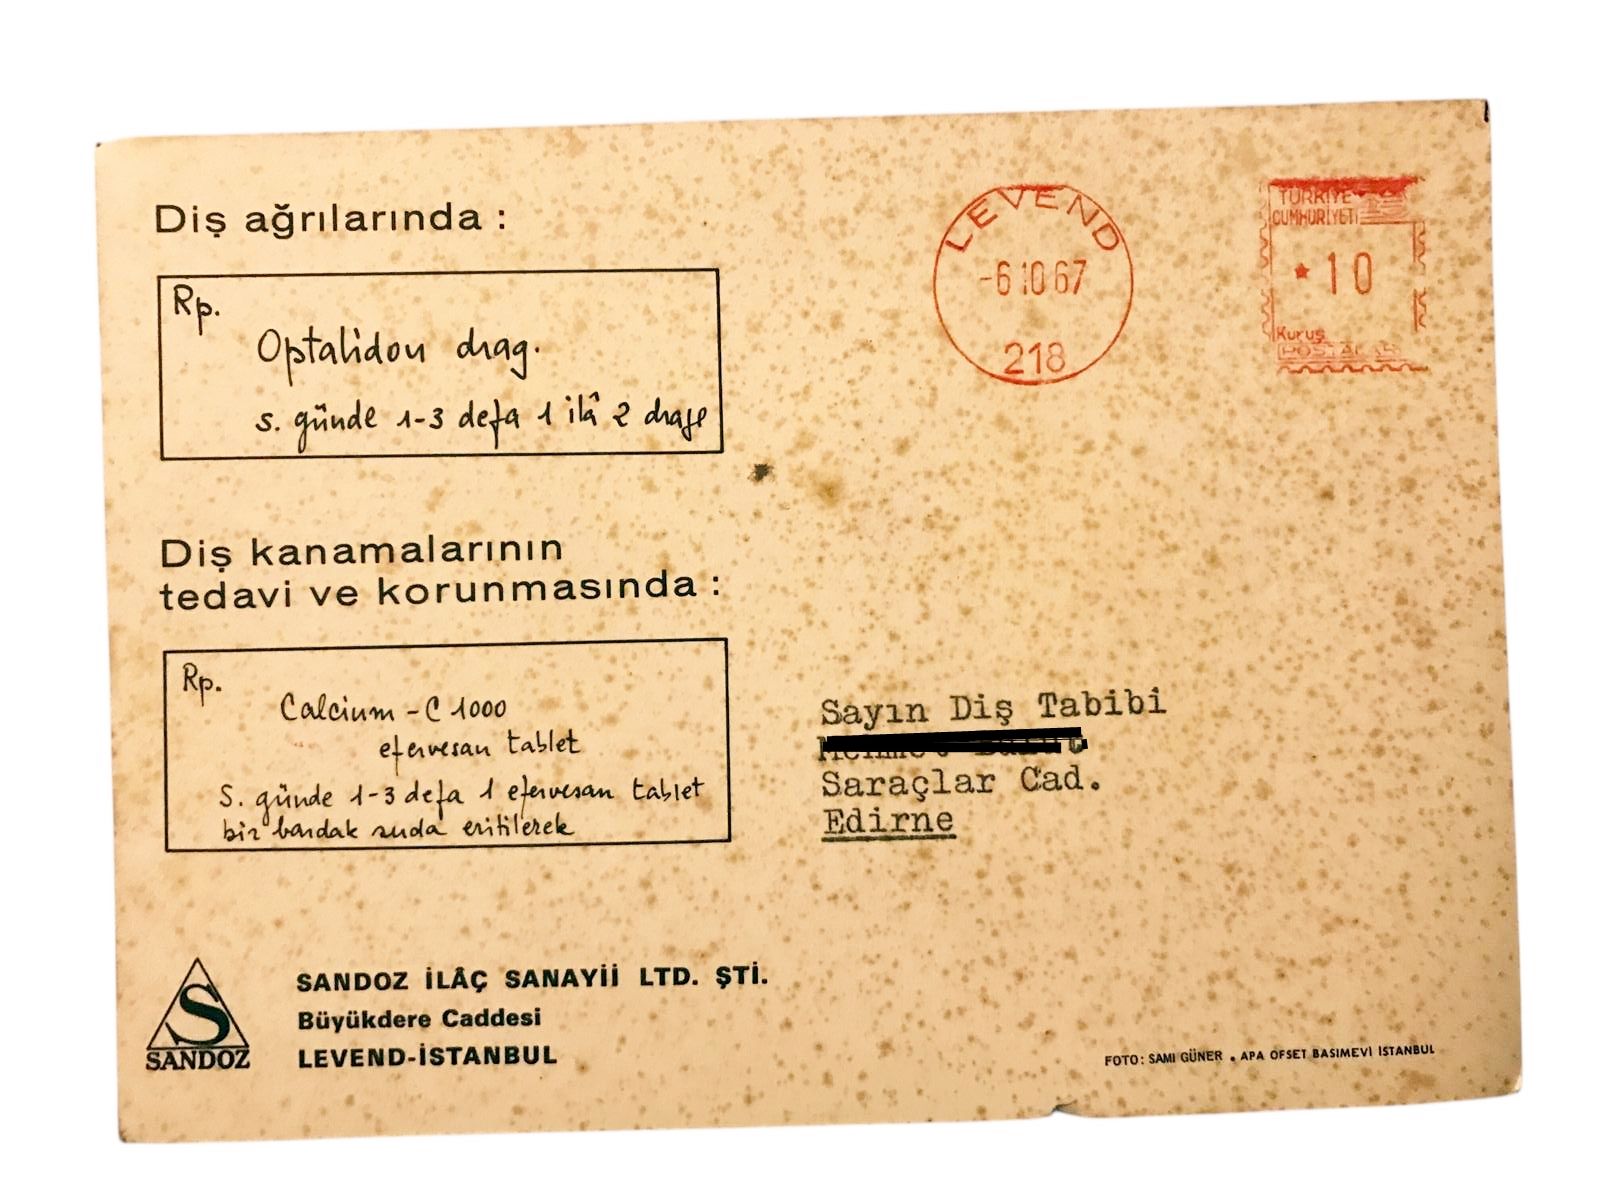 Diş ağrılarında :
Rp.
Optalidon drag.
s. günde 1-3 defa 1 ilâ 2 draje
Diş kanamalarının
tedavi ve korunmasında :
Rp.
Calcium - C 1000
efervesan tablet
S. günde 1-3 defa 1 efervesan tablet
bir bardak suda eritilerek
S
SANDOZ
SANDOZ İLÂÇ SANAYİİ LTD. ŞTİ.
Büyükdere Caddesi
LEVEND-İSTANBUL
LEVEND
-6.10.67
218
TÜRKİYE
CUMHURİYETİ
* 10
Kuruş
POSTALARI
Sayın Diş Tabibi
Saraçlar Cad.
Edirne
FOTO: SAMİ GÜNER . APA OFSET BASIMEVİ İSTANBUL